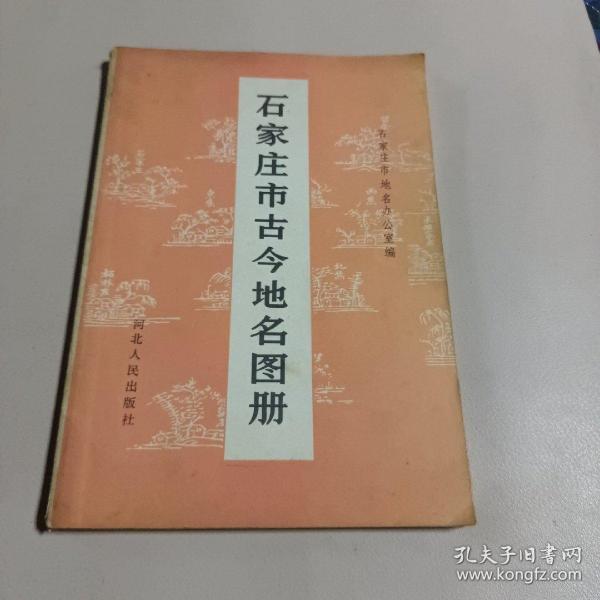 石家庄市古今地名图册
石家庄市地名办公室编
河北人民出版社
孔夫子旧书网
www.kongfz.com